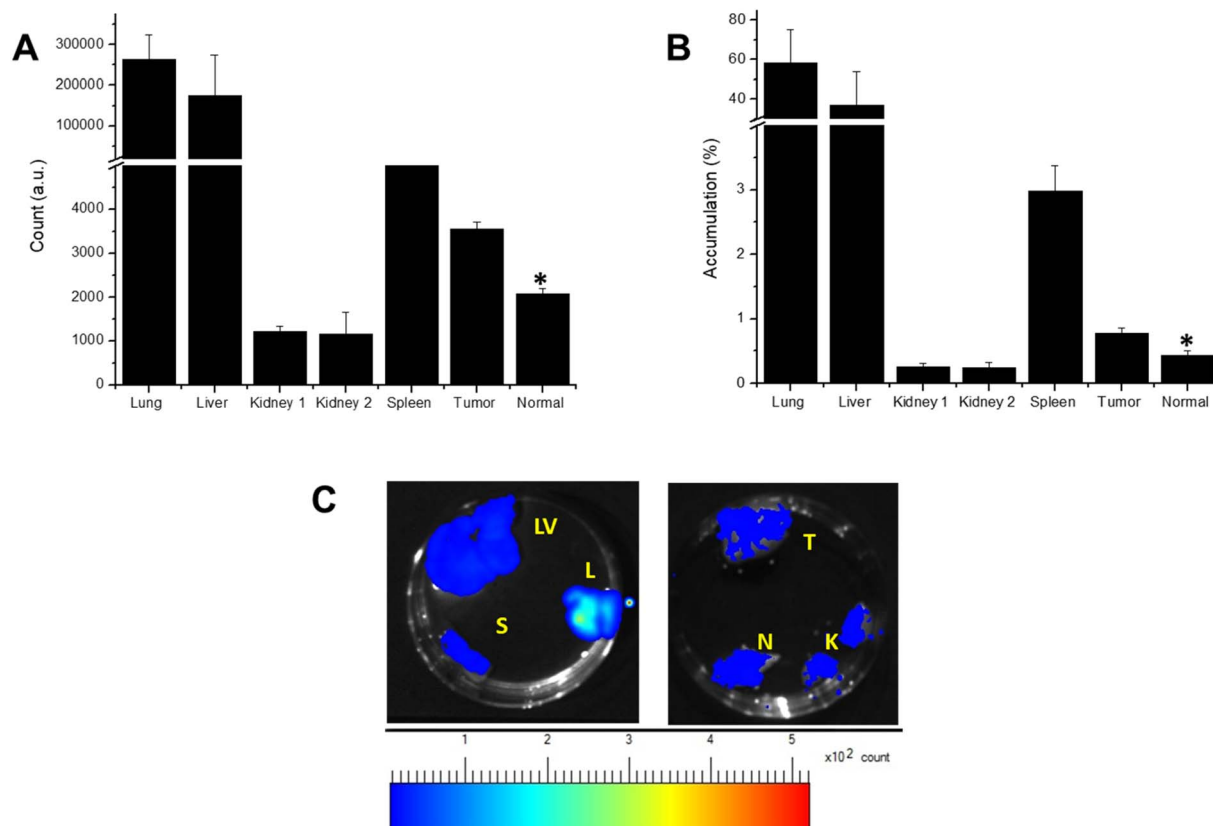 A
Count (a.u.)
300000
200000
100000
4000
3000
2000
1000
0
*
Lung Liver Kidney 1 Kidney 2 Spleen Tumor Normal
B
Accumulation (%)
60
40
3
2
1
0
*
Lung Liver Kidney 1 Kidney 2 Spleen Tumor Normal
C
LV
L
S
T
N K
1 2 3 4 5 x10² count